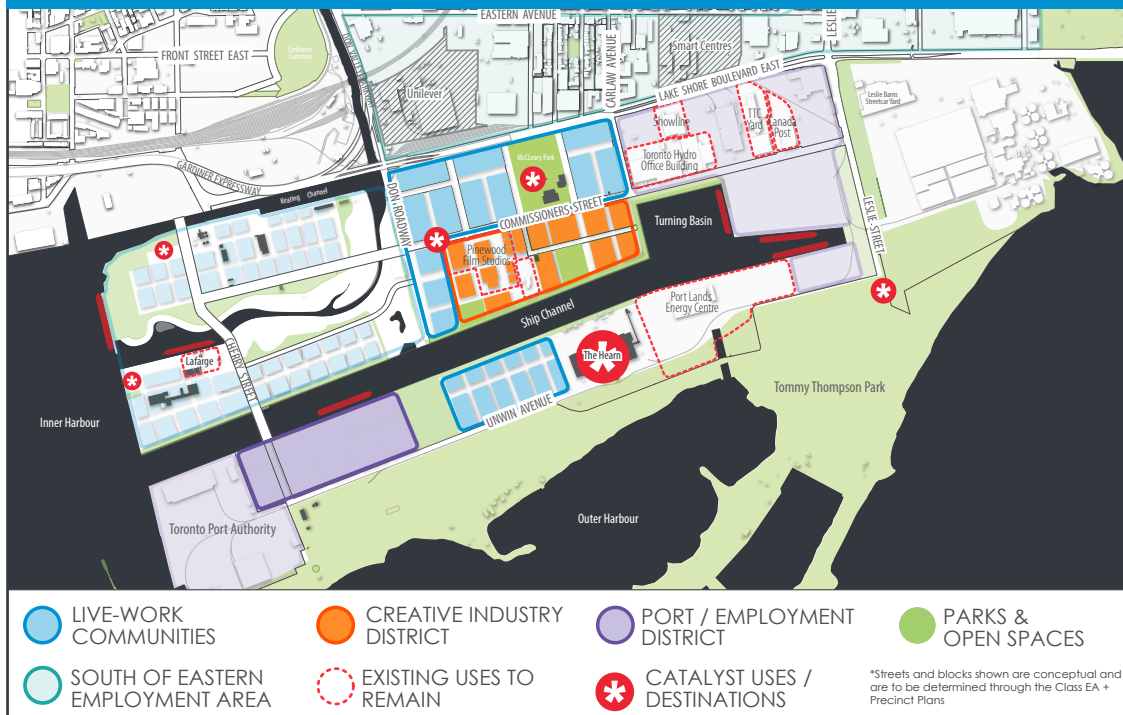 EASTERN AVENUE
LESLIE
FRONT STREET EAST
Corktown
Common
DON VALLEY PARKWAY
Smart Centres
CARLAW AVENUE
Unilever
LAKE SHORE BOULEVARD EAST
Leslie Barns
Streetcar Yard
Showline
TTC
Yard
Canada
Post
Toronto Hydro
Office Building
McCleary Park
GARDINER EXPRESSWAY
Keating Channel
DON ROADWAY
COMMISSIONERS STREET
Turning Basin
LESLIE STREET
Pinewood
Film Studios
Port Lands
Energy Centre
Ship Channel
CHERRY STREET
Lafarge
The Hearn
Tommy Thompson Park
Inner Harbour
UNWIN AVENUE
Outer Harbour
Toronto Port Authority
LIVE-WORK
COMMUNITIES
CREATIVE INDUSTRY
DISTRICT
PORT / EMPLOYMENT
DISTRICT
PARKS &
OPEN SPACES
SOUTH OF EASTERN
EMPLOYMENT AREA
EXISTING USES TO
REMAIN
CATALYST USES /
DESTINATIONS
*Streets and blocks shown are conceptual and
are to be determined through the Class EA +
Precinct Plans